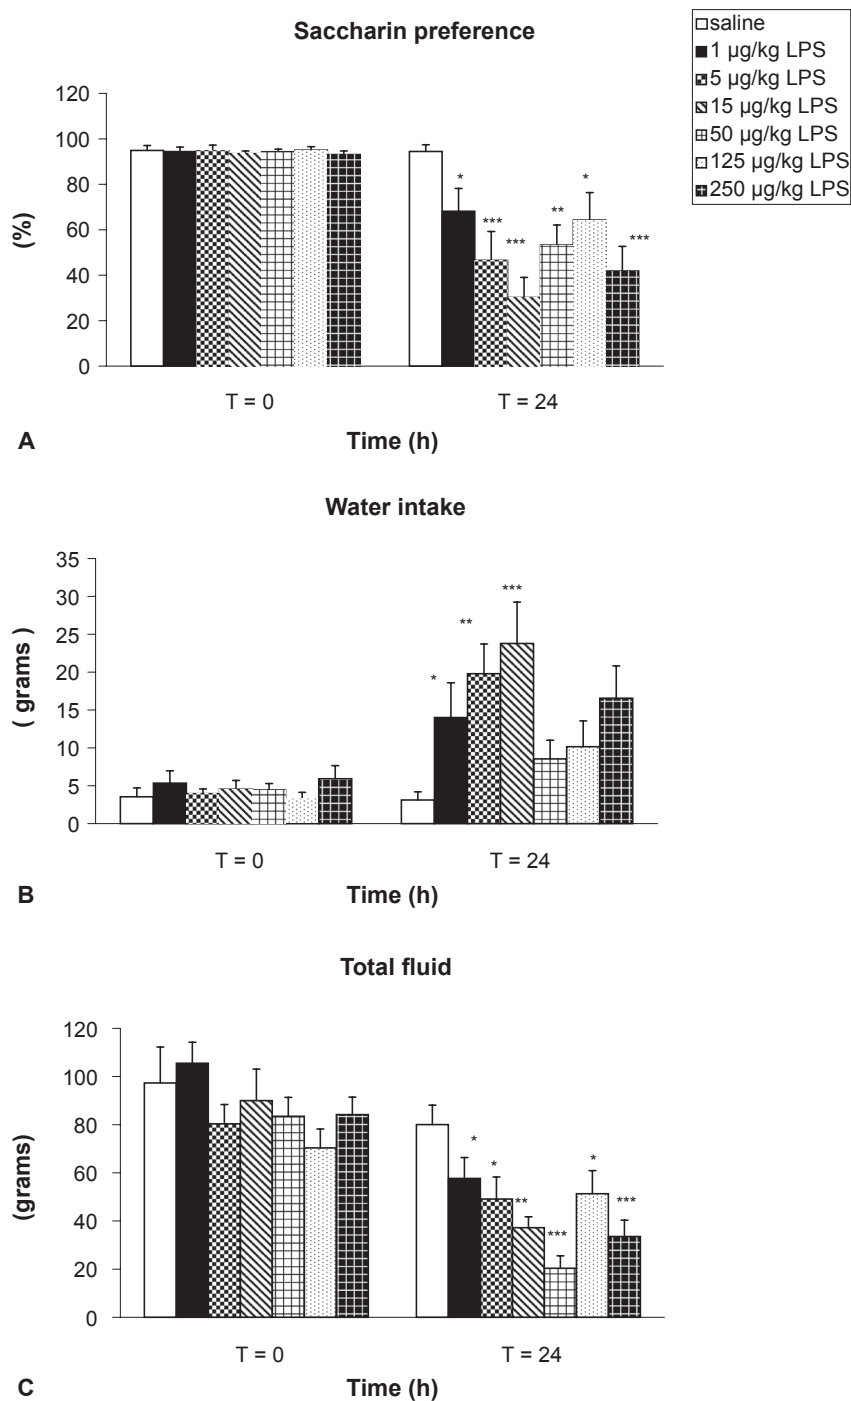 Saccharin preference
saline
1 µg/kg LPS
5 µg/kg LPS
15 µg/kg LPS
50 µg/kg LPS
125 µg/kg LPS
250 µg/kg LPS
120
100
80
60
40
20
0
(%)
*
***
***
**
*
***
T = 0
T = 24
A
Time (h)
Water intake
35
30
25
20
15
10
5
0
( grams )
*
**
***
T = 0
T = 24
B
Time (h)
Total fluid
120
100
80
60
40
20
0
(grams)
*
*
**
***
*
***
T = 0
T = 24
C
Time (h)